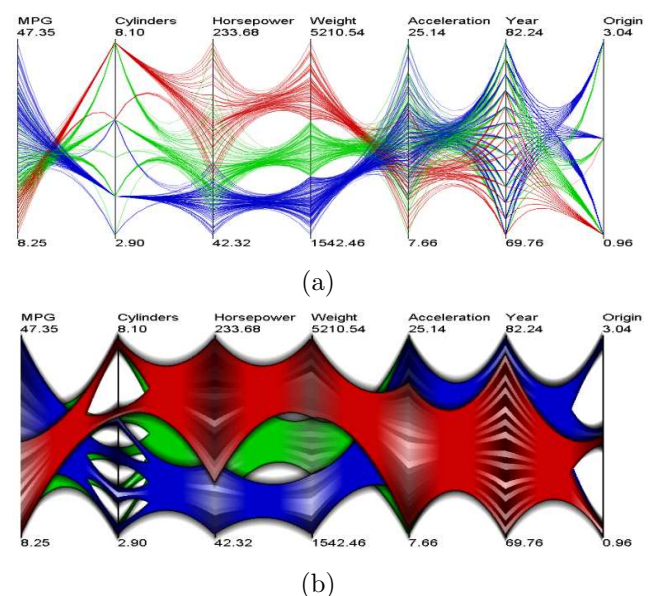 MPG Cylinders Horsepower Weight Acceleration Year Origin
47.35 8.10 233.68 5210.54 25.14 82.24 3.04
8.25 2.90 42.32 1542.46 7.66 69.76 0.96
(a)
MPG Cylinders Horsepower Weight Acceleration Year Origin
47.35 8.10 233.68 5210.54 25.14 82.24 3.04
8.25 2.90 42.32 1542.46 7.66 69.76 0.96
(b)